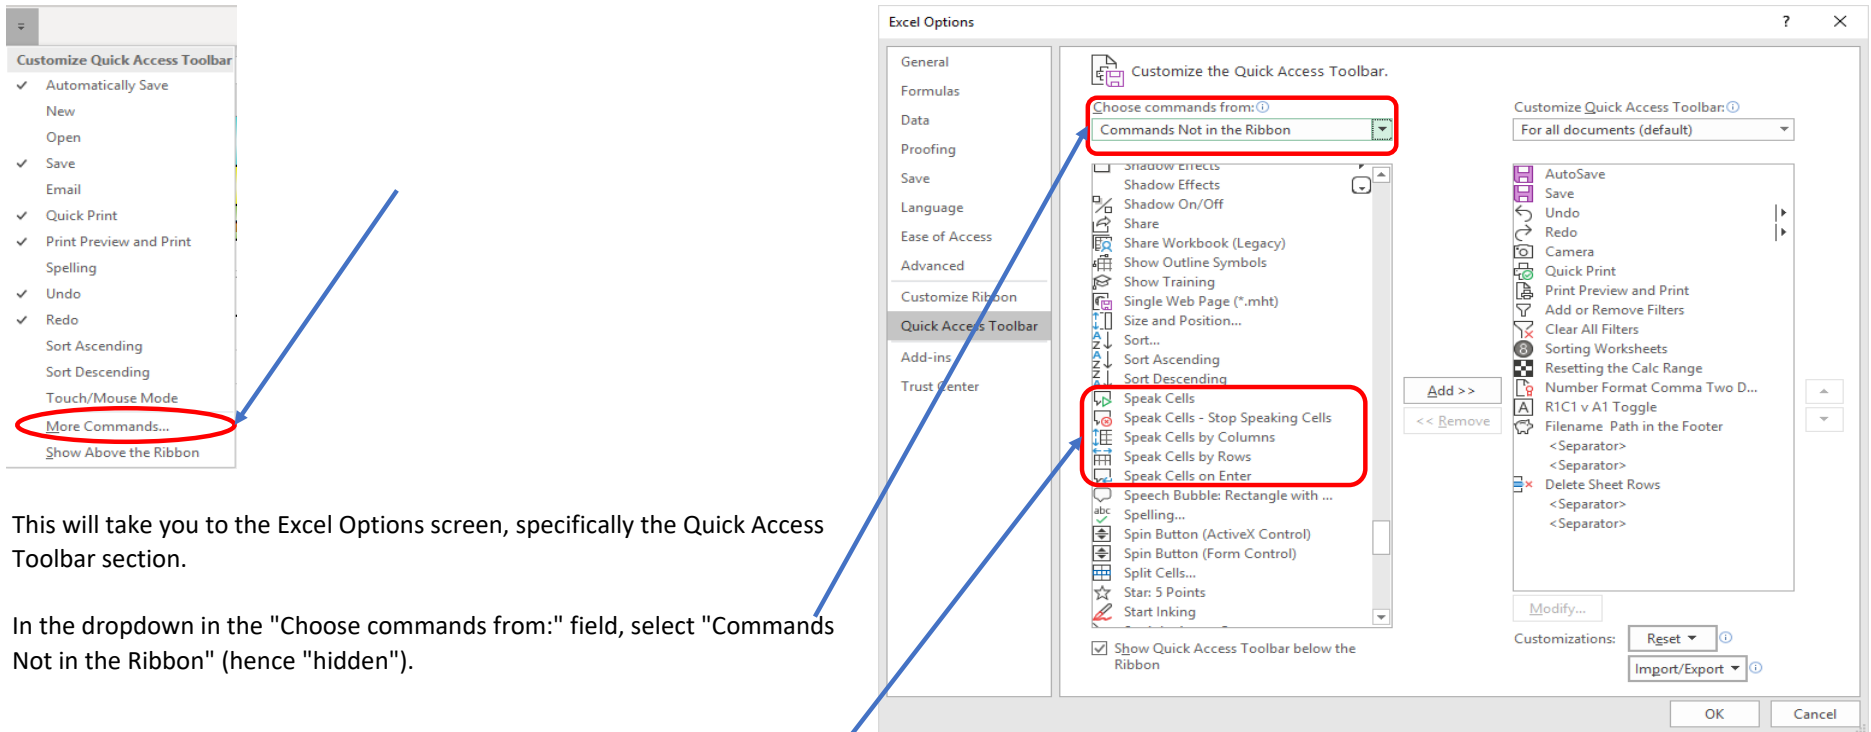 Customize Quick Access Toolbar
Automatically Save
New
Open
Save
Email
Quick Print
Print Preview and Print
Spelling
Undo
Redo
Sort Ascending
Sort Descending
Touch/Mouse Mode
More Commands...
Show Above the Ribbon
This will take you to the Excel Options screen, specifically the Quick Access
Toolbar section.
In the dropdown in the "Choose commands from:" field, select "Commands
Not in the Ribbon" (hence "hidden").
Excel Options
General
Formulas
Data
Proofing
Save
Language
Ease of Access
Advanced
Customize Ribbon
Quick Access Toolbar
Add-ins
Trust Center
Customize the Quick Access Toolbar.
Choose commands from:
Commands Not in the Ribbon
Shadow Effects
Shadow Effects
Shadow On/Off
Share
Share Workbook (Legacy)
Show Outline Symbols
Show Training
Single Web Page (*.mht)
Size and Position...
Sort...
Sort Ascending
Sort Descending
Speak Cells
Speak Cells - Stop Speaking Cells
Speak Cells by Columns
Speak Cells by Rows
Speak Cells on Enter
Speech Bubble: Rectangle with ...
Spelling...
Spin Button (ActiveX Control)
Spin Button (Form Control)
Split Cells...
Star: 5 Points
Start Inking
Show Quick Access Toolbar below the
Ribbon
Add >>
<< Remove
Customize Quick Access Toolbar:
For all documents (default)
AutoSave
Save
Undo
Redo
Camera
Quick Print
Print Preview and Print
Add or Remove Filters
Clear All Filters
Sorting Worksheets
Resetting the Calc Range
Number Format Comma Two D...
R1C1 v A1 Toggle
Filename Path in the Footer
<Separator>
<Separator>
Delete Sheet Rows
<Separator>
<Separator>
Modify...
Customizations:
Reset
Import/Export
OK
Cancel